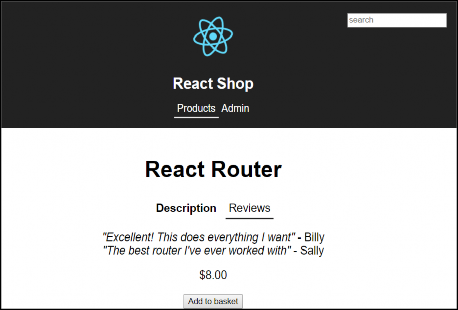 search
React Shop
Products Admin
React Router
Description Reviews
"Excellent! This does everything I want" - Billy
"The best router I've ever worked with" - Sally
$8.00
Add to basket